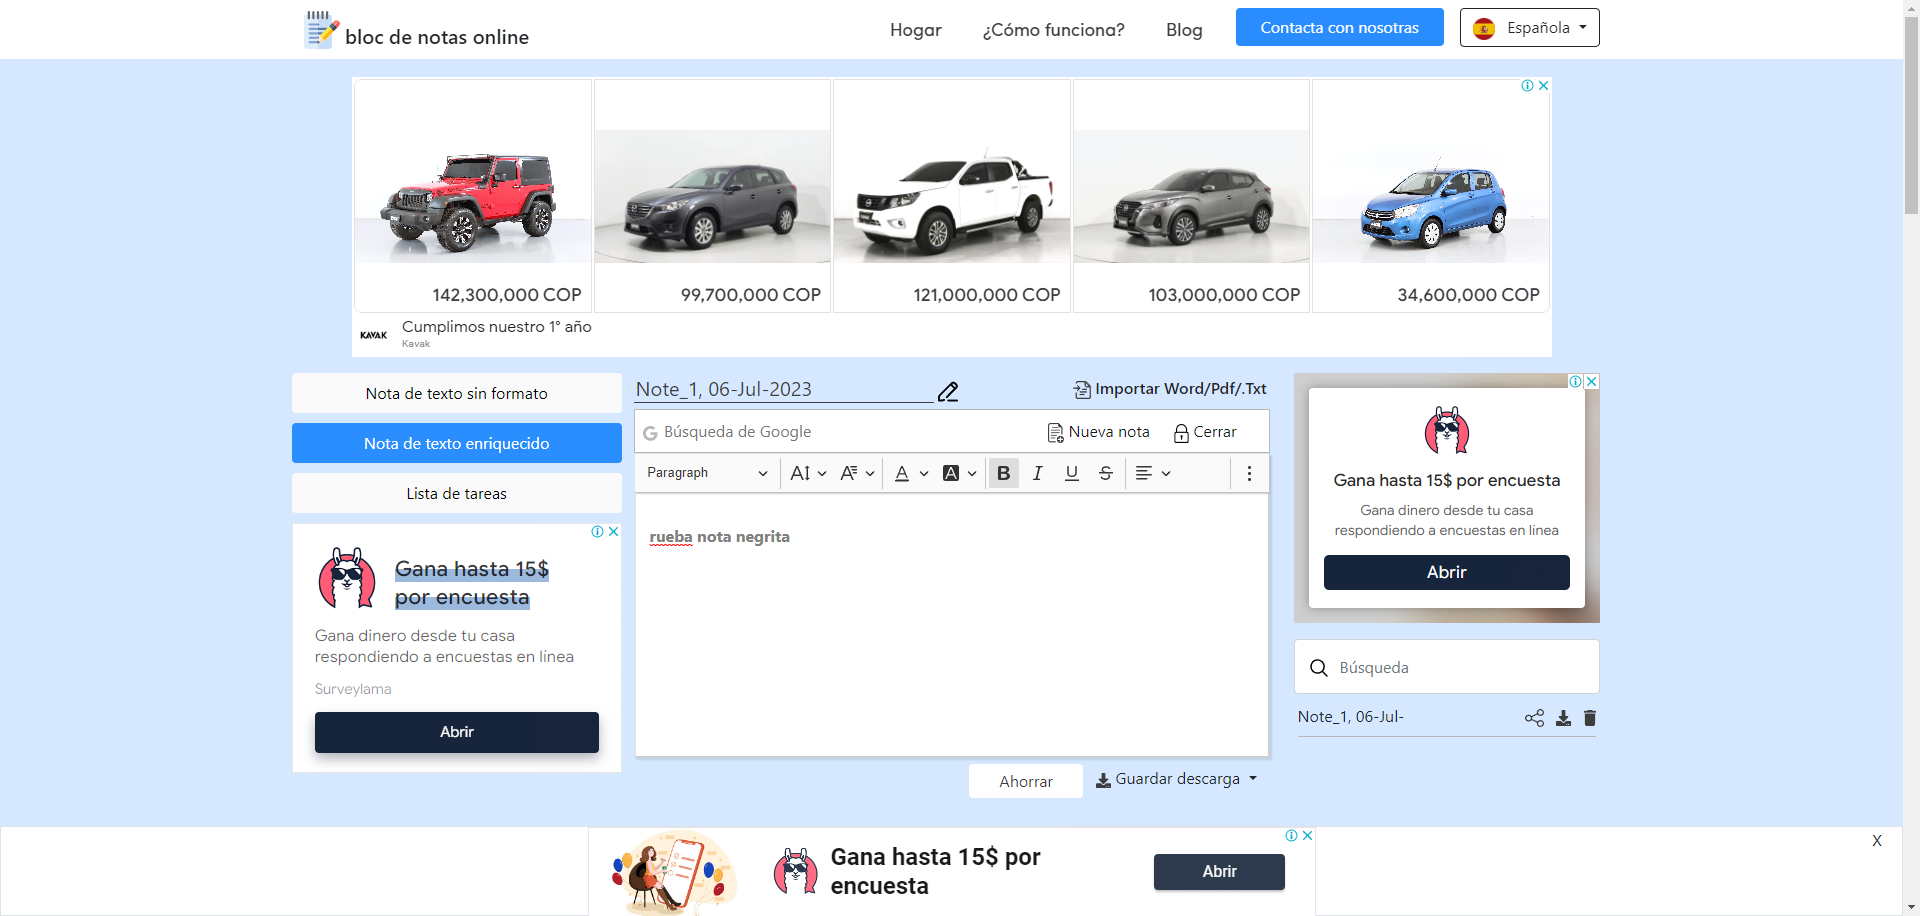 bloc de notas online
Hogar
¿Cómo funciona?
Blog
Contacta con nosotras
Española
142,300,000 COP
99,700,000 COP
121,000,000 COP
103,000,000 COP
34,600,000 COP
KAVAK
Cumplimos nuestro 1° año
Kavak
Nota de texto sin formato
Nota de texto enriquecido
Lista de tareas
Gana hasta 15$
por encuesta
Gana dinero desde tu casa
respondiendo a encuestas en línea
Surveylama
Abrir
Note_1, 06-Jul-2023
Importar Word/Pdf/.Txt
Búsqueda de Google
Nueva nota
Cerrar
Paragraph
rueba nota negrita
Ahorrar
Guardar descarga
Gana hasta 15$ por encuesta
Gana dinero desde tu casa
respondiendo a encuestas en línea
Abrir
Búsqueda
Note_1, 06-Jul-
Gana hasta 15$ por
encuesta
Abrir
X